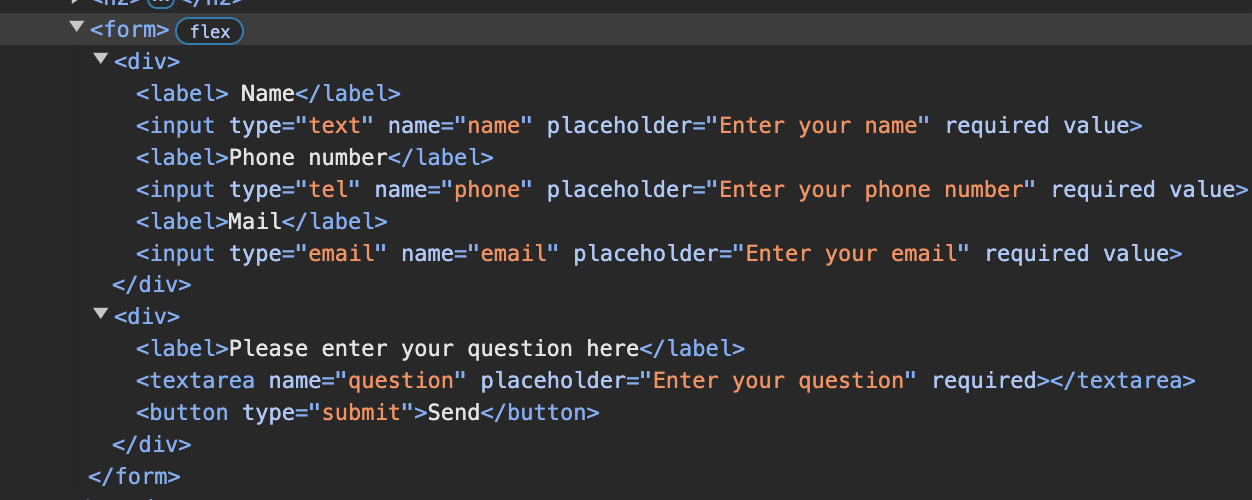 <form> flex
<div>
<label> Name</label>
<input type="text" name="name" placeholder="Enter your name" required value>
<label>Phone number</label>
<input type="tel" name="phone" placeholder="Enter your phone number" required value>
<label>Mail</label>
<input type="email" name="email" placeholder="Enter your email" required value>
</div>
<div>
<label>Please enter your question here</label>
<textarea name="question" placeholder="Enter your question" required></textarea>
<button type="submit">Send</button>
</div>
</form>